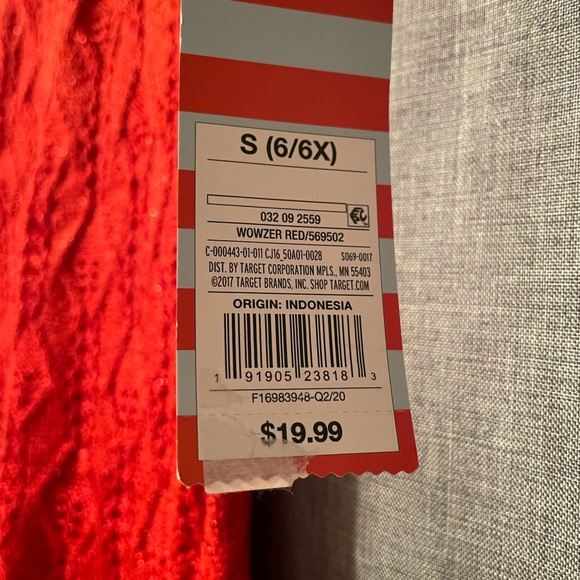 S (6/6X)
032 09 2559
WOWZER RED/569502
C-000443-01-011 CJ16_50A01-0028 S069-0017
DIST. BY TARGET CORPORATION MPLS., MN 55403
©2017 TARGET BRANDS, INC. SHOP TARGET.COM
ORIGIN: INDONESIA
1 91905 23818 3
F16983948-Q2/20
$19.99